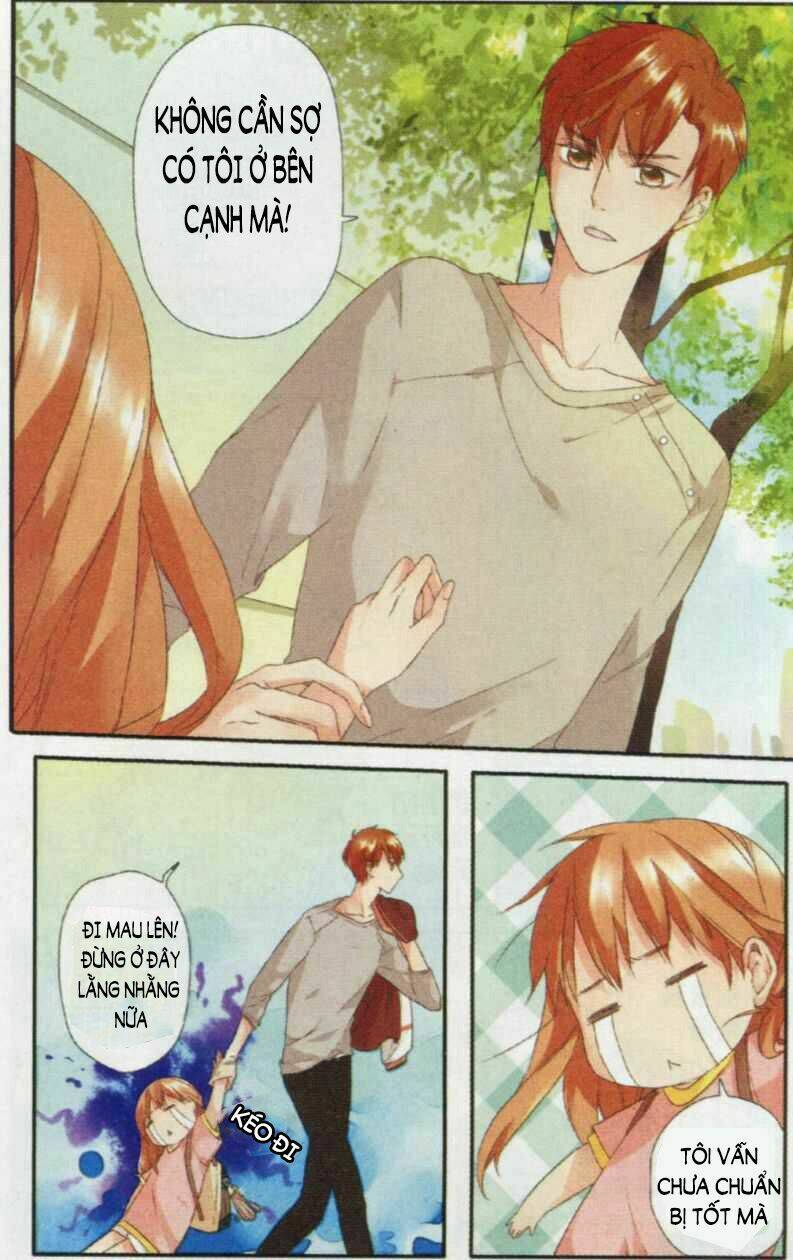 KHÔNG CẦN SỢ
CÓ TÔI Ở BÊN
CẠNH MÀ!
ĐI MAU LÊN!
ĐỪNG Ở ĐÂY
LẰNG NHẰNG
NỮA
KÉO ĐI
TÔI VẪN
CHƯA CHUẨN
BỊ TỐT MÀ